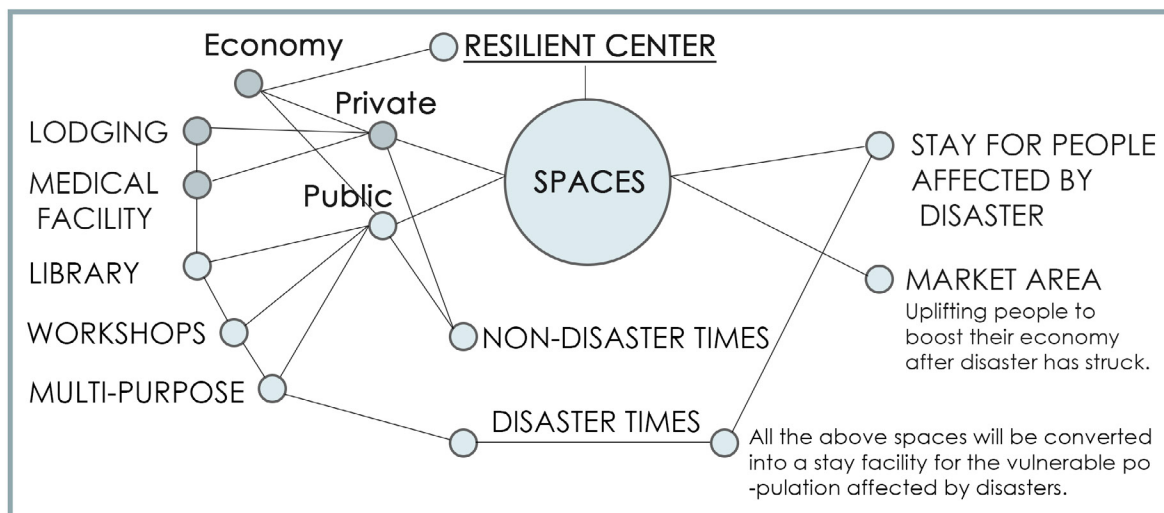 Economy
RESILIENT CENTER
Private
LODGING
MEDICAL
FACILITY
Public
SPACES
STAY FOR PEOPLE
AFFECTED BY
DISASTER
LIBRARY
MARKET AREA
Uplifting people to
boost their economy
after disaster has struck.
WORKSHOPS
NON-DISASTER TIMES
MULTI-PURPOSE
DISASTER TIMES
All the above spaces will be converted
into a stay facility for the vulnerable po
-pulation affected by disasters.